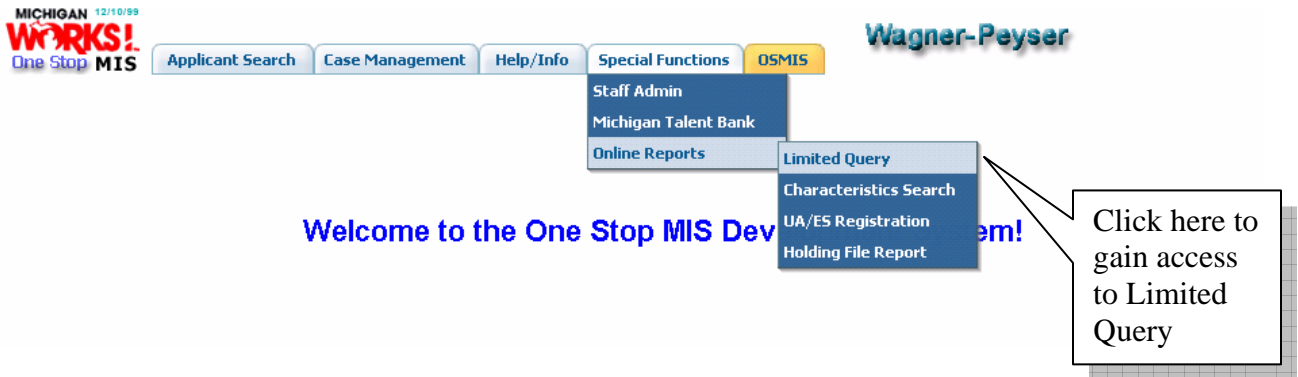 MICHIGAN 12/10/99
WORKS!
One Stop MIS
Applicant Search
Case Management
Help/Info
Special Functions
OSMIS
Wagner-Peyser
Staff Admin
Michigan Talent Bank
Online Reports
Limited Query
Characteristics Search
UA/ES Registration
Holding File Report
Welcome to the One Stop MIS Dev em!
Click here to
gain access
to Limited
Query